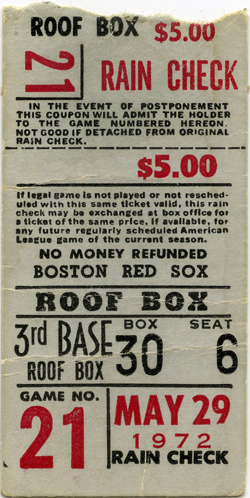 ROOF BOX $5.00
21 RAIN CHECK
IN THE EVENT OF POSTPONEMENT
THIS COUPON WILL ADMIT THE HOLDER
TO THE GAME NUMBERED HEREON.
NOT GOOD IF DETACHED FROM ORIGINAL
RAIN CHECK.
$5.00
If legal game is not played or not resched-
uled with this same ticket valid, this rain
check may be exchanged at box office for
a ticket of the same price, if available, for
any future regularly scheduled American
League game of the current season.
NO MONEY REFUNDED
BOSTON RED SOX
ROOF BOX
3rd BASE
ROOF BOX
BOX
30
SEAT
6
GAME NO.
21
MAY 29
1972
RAIN CHECK